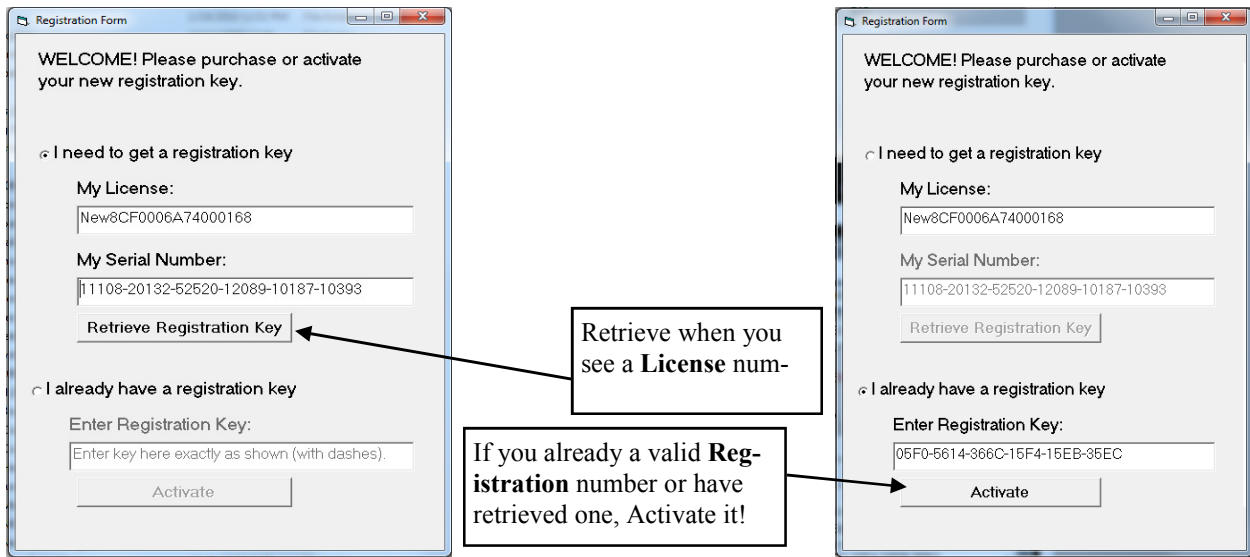 Registration Form
WELCOME! Please purchase or activate
your new registration key.
I need to get a registration key
My License:
New8CF0006A74000168
My Serial Number:
11108-20132-52520-12089-10187-10393
Retrieve Registration Key
I already have a registration key
Enter Registration Key:
Enter key here exactly as shown (with dashes).
Activate
Retrieve when you
see a License num-
If you already a valid Reg-
istration number or have
retrieved one, Activate it!
Registration Form
WELCOME! Please purchase or activate
your new registration key.
I need to get a registration key
My License:
New8CF0006A74000168
My Serial Number:
11108-20132-52520-12089-10187-10393
Retrieve Registration Key
I already have a registration key
Enter Registration Key:
05F0-5614-366C-15F4-15EB-35EC
Activate